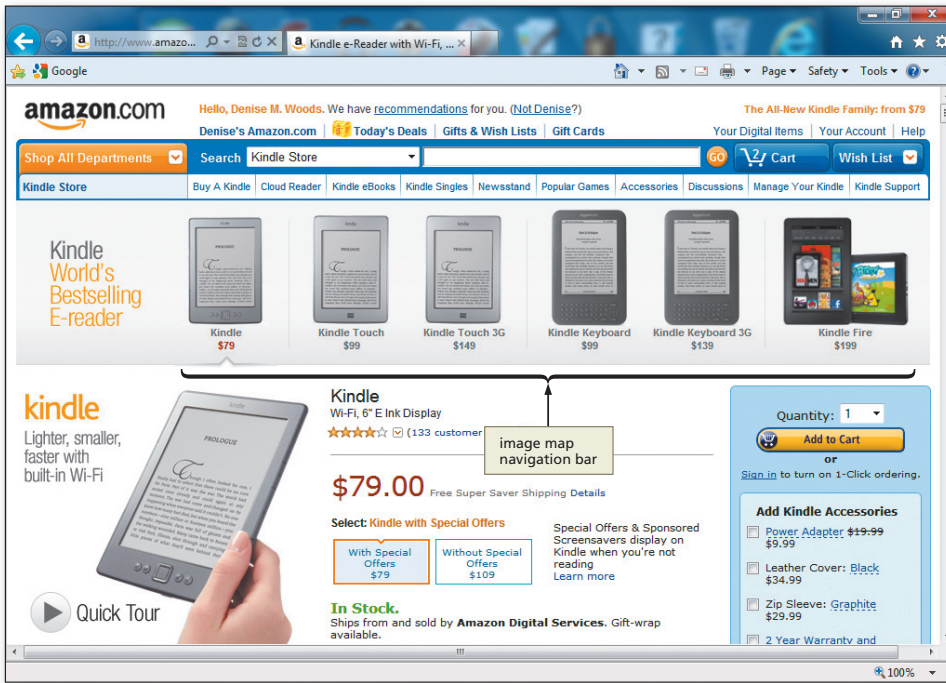 http://www.amazo...
Kindle e-Reader with Wi-Fi, ...
Google
Page Safety Tools
amazon.com
Hello, Denise M. Woods. We have recommendations for you. (Not Denise?)
The All-New Kindle Family: from $79
Denise's Amazon.com Today's Deals Gifts & Wish Lists Gift Cards
Your Digital Items Your Account Help
Shop All Departments Search Kindle Store GO 2 Cart Wish List
Kindle Store Buy A Kindle Cloud Reader Kindle eBooks Kindle Singles Newsstand Popular Games Accessories Discussions Manage Your Kindle Kindle Support
Kindle
World's
Bestselling
E-reader
PROLOGUE
Kindle Kindle Touch Kindle Touch 3G Kindle Keyboard Kindle Keyboard 3G Kindle Fire
$79 $99 $149 $99 $139 $199
image map
navigation bar
kindle
Lighter, smaller,
faster with
built-in Wi-Fi
kindle
PROLOGUE
Quick Tour
Kindle
Wi-Fi, 6" E Ink Display
(133 customer
$79.00 Free Super Saver Shipping Details
Select: Kindle with Special Offers
With Special
Offers
$79
Without Special
Offers
$109
Special Offers & Sponsored
Screensavers display on
Kindle when you're not
reading
Learn more
In Stock.
Ships from and sold by Amazon Digital Services. Gift-wrap
available.
Quantity: 1
Add to Cart
or
Sign in to turn on 1-Click ordering.
Add Kindle Accessories
Power Adapter $19.99
$9.99
Leather Cover: Black
$34.99
Zip Sleeve: Graphite
$29.99
2 Year Warranty and
100%